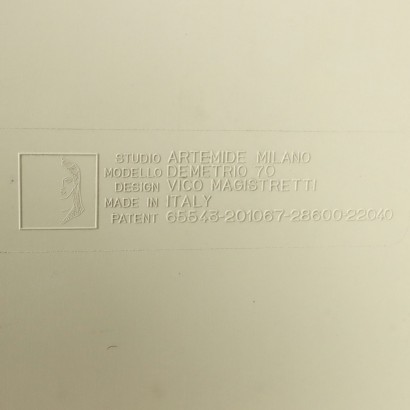 STUDIO ARTEMIDE MILANO
MODELLO DEMETRIO 70
DESIGN VICO MAGISTRETTI
MADE IN ITALY
PATENT 65543-201067-28600-22040